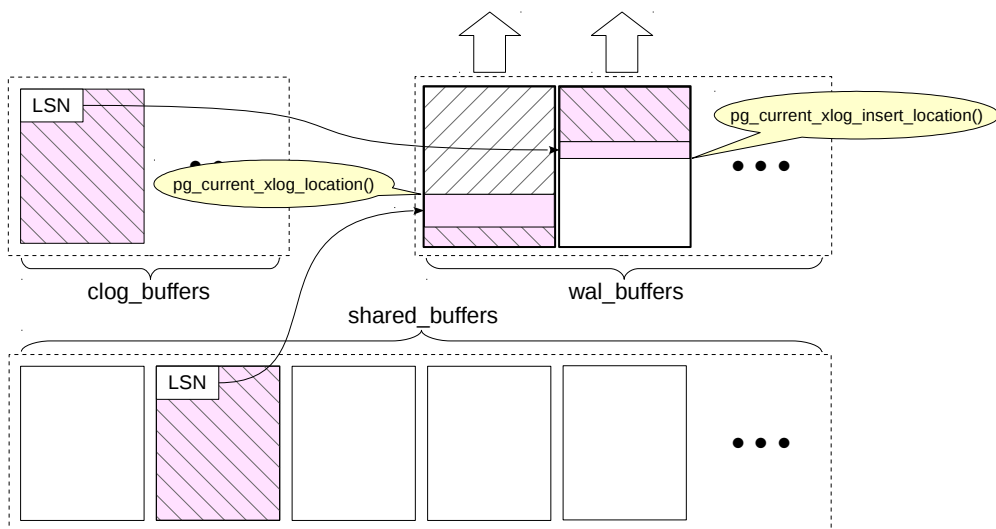 LSN
pg_current_xlog_insert_location()
pg_current_xlog_location()
clog_buffers
wal_buffers
shared_buffers
LSN